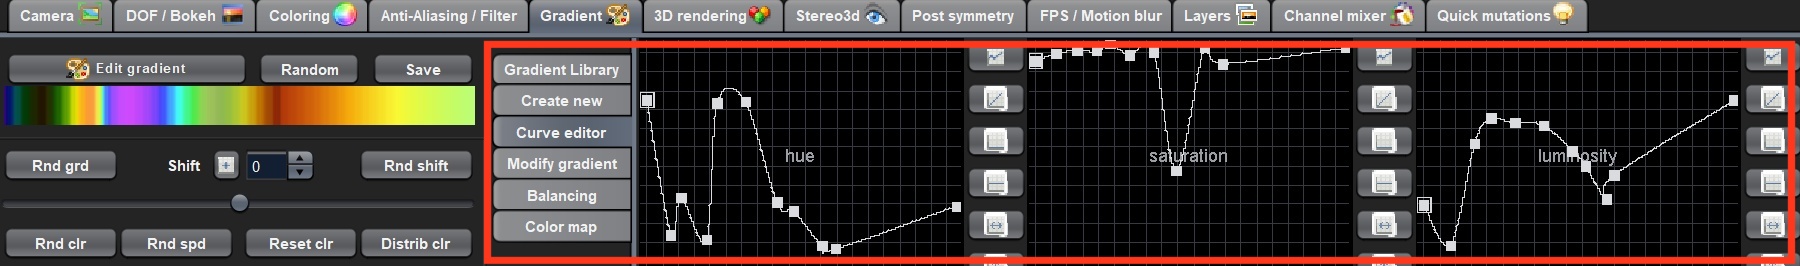 Camera DOF / Bokeh Coloring Anti-Aliasing / Filter Gradient 3D rendering Stereo3d Post symmetry FPS / Motion blur Layers Channel mixer Quick mutations
Edit gradient Random Save
Rnd grd Shift 0 Rnd shift
Rnd clr Rnd spd Reset clr Distrib clr
Gradient Library
Create new
Curve editor
Modify gradient
Balancing
Color map
hue saturation luminosity